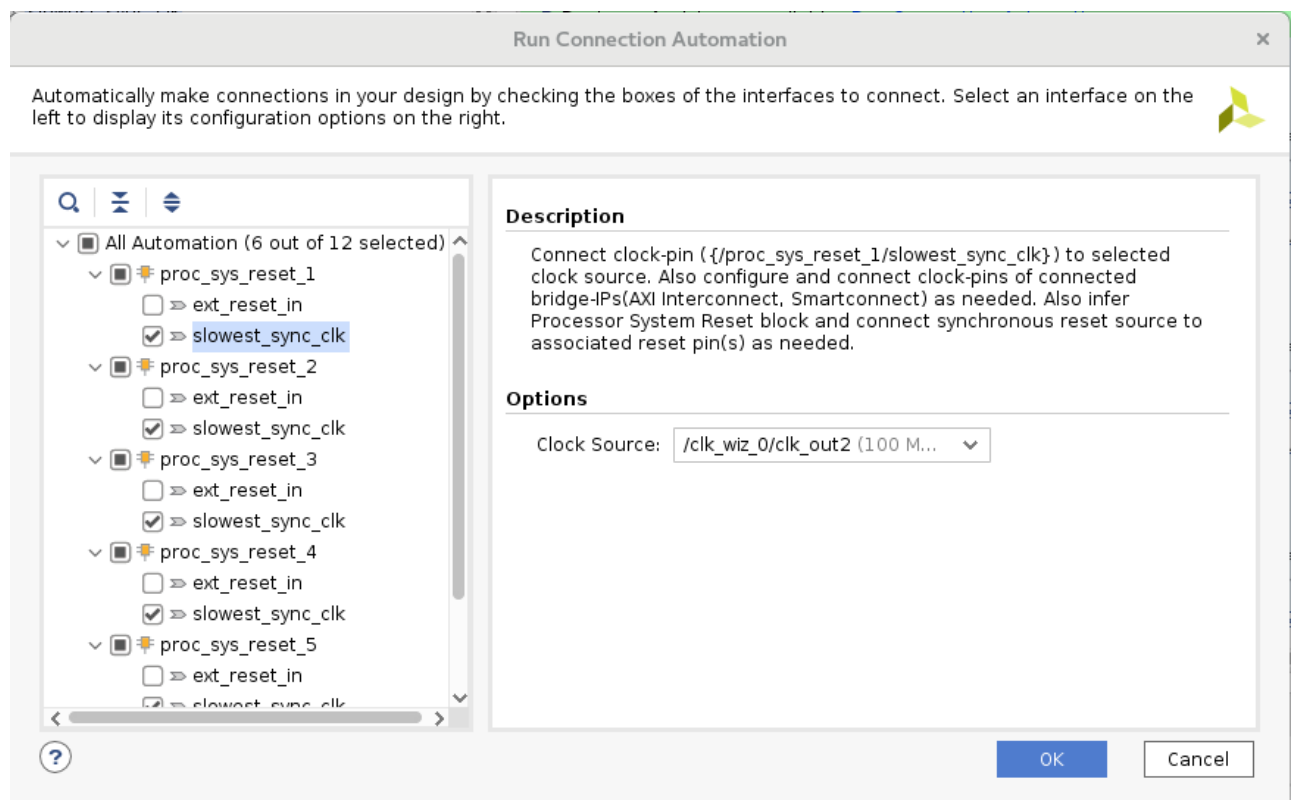 Run Connection Automation
Automatically make connections in your design by checking the boxes of the interfaces to connect. Select an interface on the
left to display its configuration options on the right.
All Automation (6 out of 12 selected)
proc_sys_reset_1
ext_reset_in
slowest_sync_clk
proc_sys_reset_2
ext_reset_in
slowest_sync_clk
proc_sys_reset_3
ext_reset_in
slowest_sync_clk
proc_sys_reset_4
ext_reset_in
slowest_sync_clk
proc_sys_reset_5
ext_reset_in
slowest_sync_clk
Description
Connect clock-pin ({/proc_sys_reset_1/slowest_sync_clk}) to selected
clock source. Also configure and connect clock-pins of connected
bridge-IPs(AXI Interconnect, Smartconnect) as needed. Also infer
Processor System Reset block and connect synchronous reset source to
associated reset pin(s) as needed.
Options
Clock Source: /clk_wiz_0/clk_out2 (100 M...
?
OK
Cancel